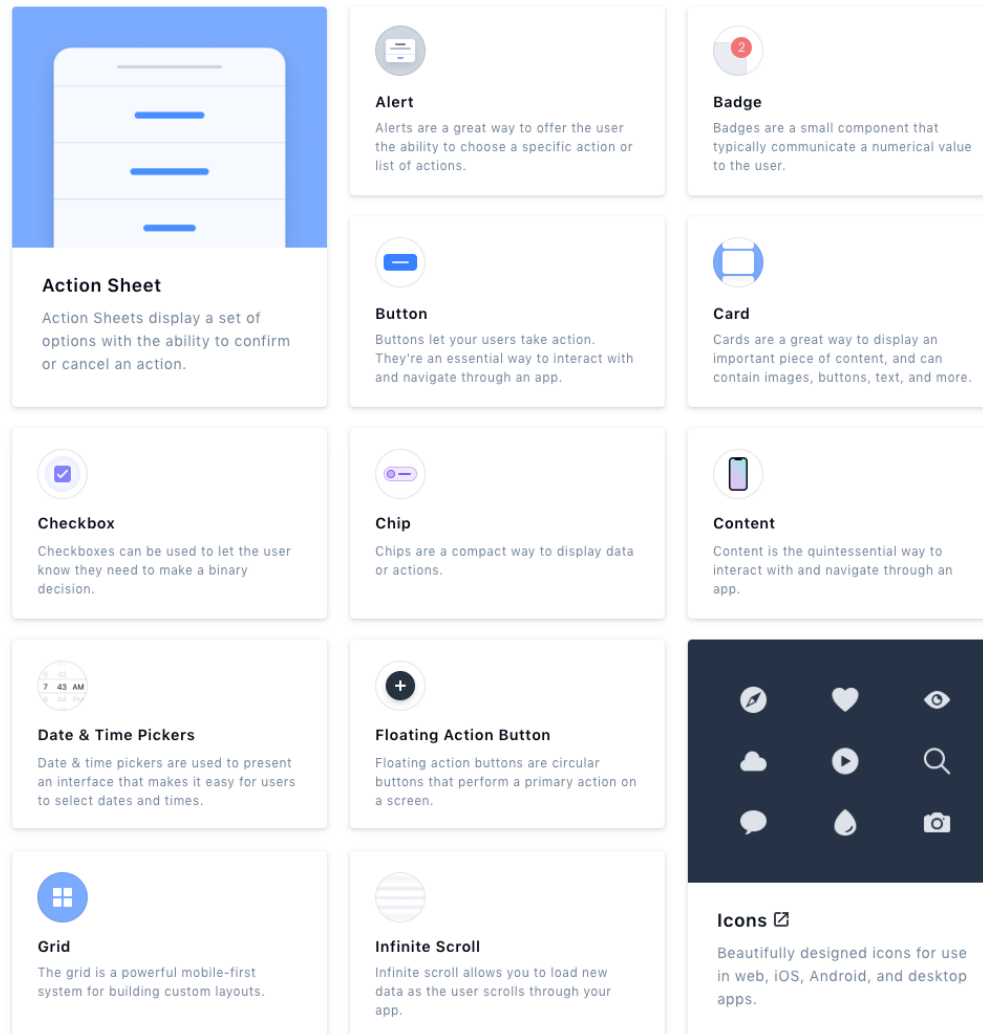 Action Sheet
Action Sheets display a set of
options with the ability to confirm
or cancel an action.
Alert
Alerts are a great way to offer the user
the ability to choose a specific action or
list of actions.
2
Badge
Badges are a small component that
typically communicate a numerical value
to the user.
Button
Buttons let your users take action.
They're an essential way to interact with
and navigate through an app.
Card
Cards are a great way to display an
important piece of content, and can
contain images, buttons, text, and more.
Checkbox
Checkboxes can be used to let the user
know they need to make a binary
decision.
Chip
Chips are a compact way to display data
or actions.
Content
Content is the quintessential way to
interact with and navigate through an
app.
7 43 AM
Date & Time Pickers
Date & time pickers are used to present
an interface that makes it easy for users
to select dates and times.
Floating Action Button
Floating action buttons are circular
buttons that perform a primary action on
a screen.
Icons
Beautifully designed icons for use
in web, iOS, Android, and desktop
apps.
Grid
The grid is a powerful mobile-first
system for building custom layouts.
Infinite Scroll
Infinite scroll allows you to load new
data as the user scrolls through your
app.